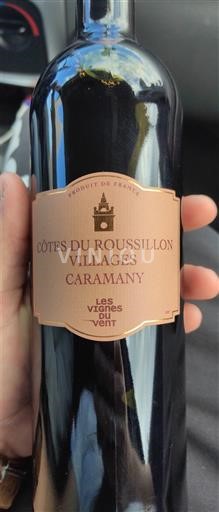 PRODUIT DE FRANCE
CÔTES DU ROUSSILLON
VILLAGES
CARAMANY
LES
VIGNES
DU
VENT